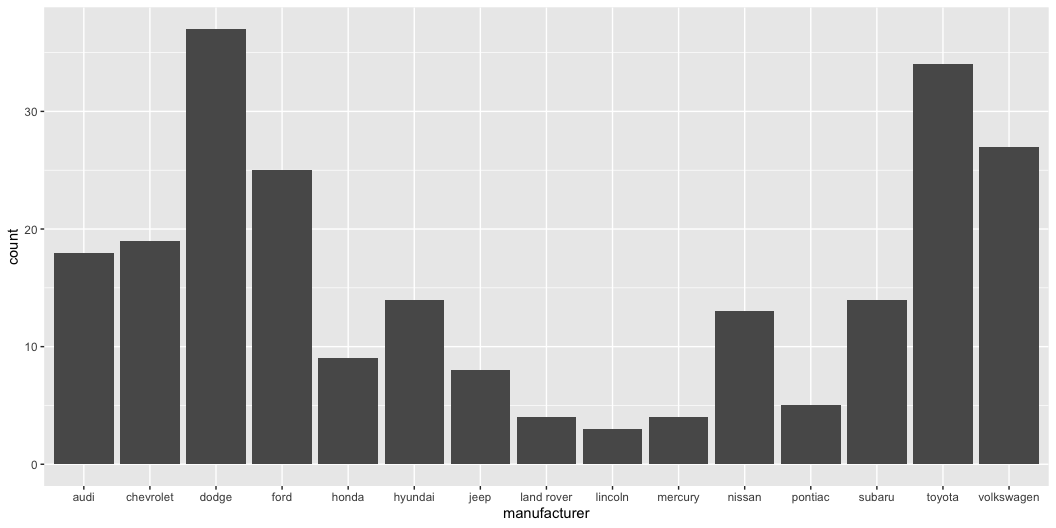 count
30
20
10
0
audi chevrolet dodge ford honda hyundai jeep land rover lincoln mercury nissan pontiac subaru toyota volkswagen
manufacturer